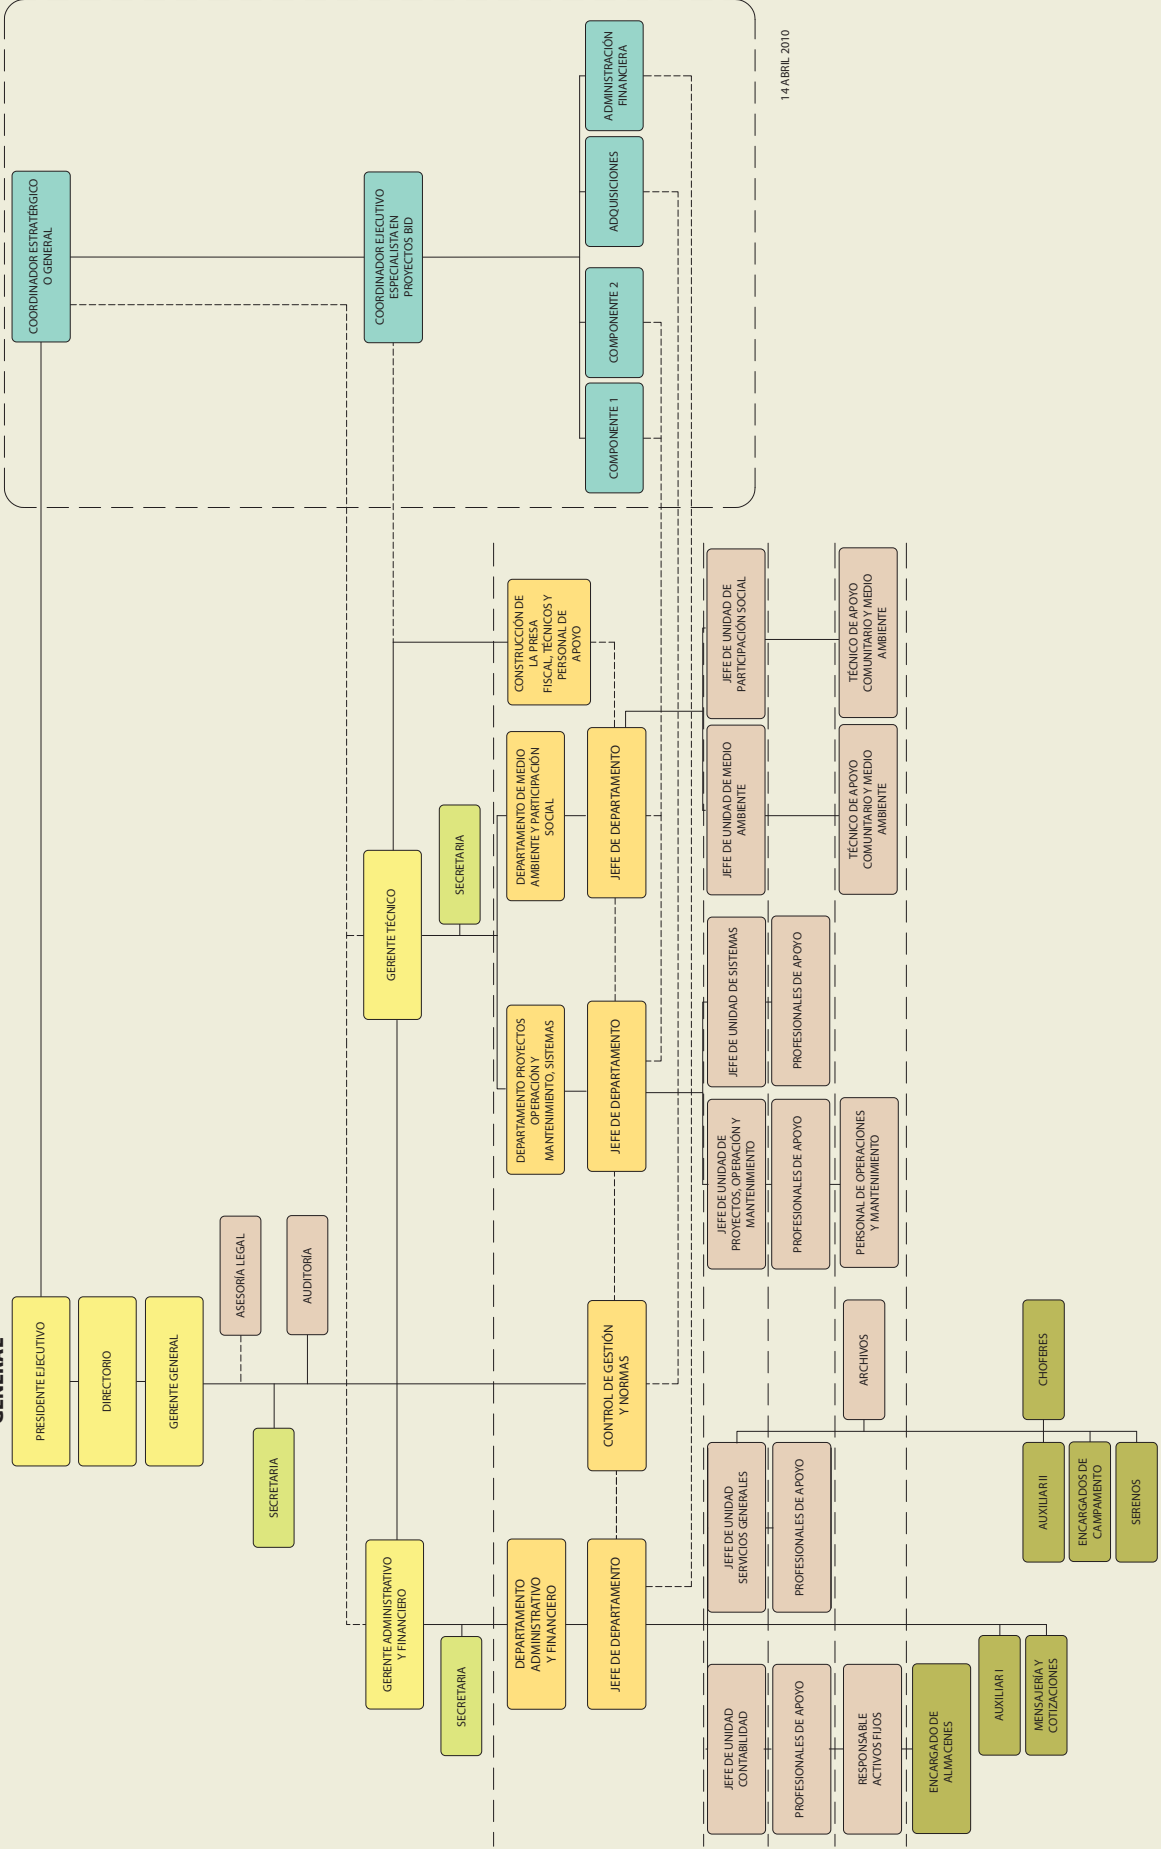 GENERAL
PRESIDENTE EJECUTIVO
DIRECTORIO
GERENTE GENERAL
COORDINADOR ESTRATÉRGICO
O GENERAL
ASESORÍA LEGAL
SECRETARIA
AUDITORÍA
GERENTE ADMINISTRATIVO
Y FINANCIERO
GERENTE TÉCNICO
COORDINADOR EJECUTIVO
ESPECIALISTA EN
PROYECTOS BID
SECRETARIA
SECRETARIA
DEPARTAMENTO
ADMINISTRATIVO
Y FINANCIERO
DEPARTAMENTO PROYECTOS
OPERACIÓN Y
MANTENIMIENTO, SISTEMAS
DEPARTAMENTO DE MEDIO
AMBIENTE Y PARTICIPACIÓN
SOCIAL
CONSTRUCCIÓN DE
LA PRESA
FISCAL, TÉCNICOS Y
PERSONAL DE
APOYO
JEFE DE DEPARTAMENTO
CONTROL DE GESTIÓN
Y NORMAS
JEFE DE DEPARTAMENTO
JEFE DE DEPARTAMENTO
COMPONENTE 1
COMPONENTE 2
ADQUISICIONES
ADMINISTRACIÓN
FINANCIERA
JEFE DE UNIDAD
CONTABILIDAD
JEFE DE UNIDAD
SERVICIOS GENERALES
JEFE DE UNIDAD DE
PROYECTOS, OPERACIÓN Y
MANTENIMIENTO
JEFE DE UNIDAD DE SISTEMAS
JEFE DE UNIDAD DE MEDIO
AMBIENTE
JEFE DE UNIDAD DE
PARTICIPACIÓN SOCIAL
PROFESIONALES DE APOYO
PROFESIONALES DE APOYO
PROFESIONALES DE APOYO
PROFESIONALES DE APOYO
14 ABRIL 2010
RESPONSABLE
ACTIVOS FIJOS
ARCHIVOS
PERSONAL DE OPERACIONES
Y MANTENIMIENTO
TÉCNICO DE APOYO
COMUNITARIO Y MEDIO
AMBIENTE
TÉCNICO DE APOYO
COMUNITARIO Y MEDIO
AMBIENTE
ENCARGADO DE
ALMACENES
AUXILIAR I
MENSAJERÍA Y
COTIZACIONES
AUXILIAR II
CHOFERES
ENCARGADOS DE
CAMPAMENTO
SERENOS